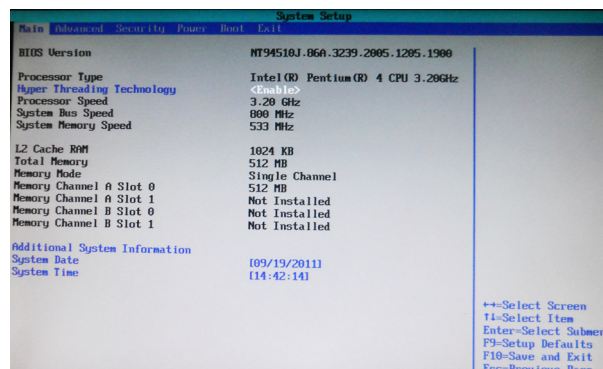 System Setup
Main Advanced Security Power Boot Exit
BIOS Version NT94510J.86A.3239.2005.1205.1900
Processor Type Intel(R) Pentium(R) 4 CPU 3.20GHz
Hyper Threading Technology <Enable>
Processor Speed 3.20 GHz
System Bus Speed 800 MHz
System Memory Speed 533 MHz
L2 Cache RAM 1024 KB
Total Memory 512 MB
Memory Mode Single Channel
Memory Channel A Slot 0 512 MB
Memory Channel A Slot 1 Not Installed
Memory Channel B Slot 0 Not Installed
Memory Channel B Slot 1 Not Installed
Additional System Information
System Date [09/19/2011]
System Time [14:42:14]
←→=Select Screen
↑↓=Select Item
Enter=Select Submen
F9=Setup Defaults
F10=Save and Exit
Esc=Previous Page